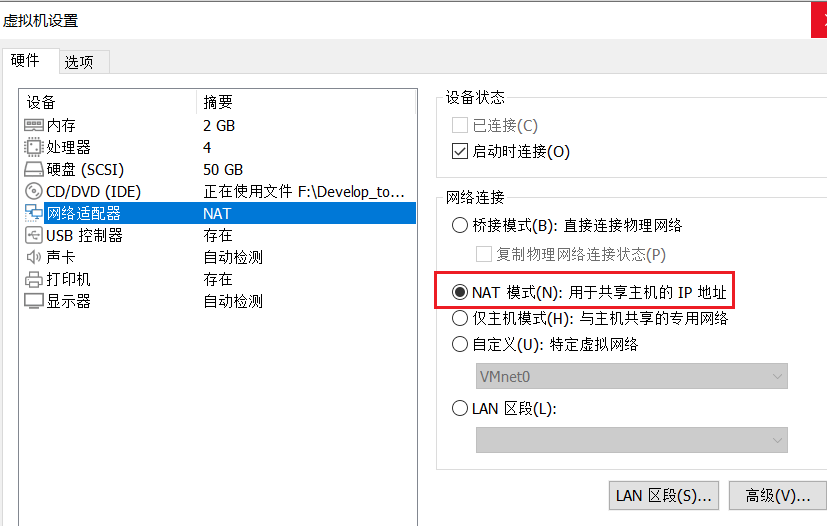 虚拟机设置
硬件 选项
设备 摘要
内存 2 GB
处理器 4
硬盘 (SCSI) 50 GB
CD/DVD (IDE) 正在使用文件 F:\Develop_to...
网络适配器 NAT
USB 控制器 存在
声卡 自动检测
打印机 存在
显示器 自动检测
设备状态
已连接(C)
启动时连接(O)
网络连接
桥接模式(B): 直接连接物理网络
复制物理网络连接状态(P)
NAT 模式(N): 用于共享主机的 IP 地址
仅主机模式(H): 与主机共享的专用网络
自定义(U): 特定虚拟网络
VMnet0
LAN 区段(L):
LAN 区段(S)... 高级(V)...